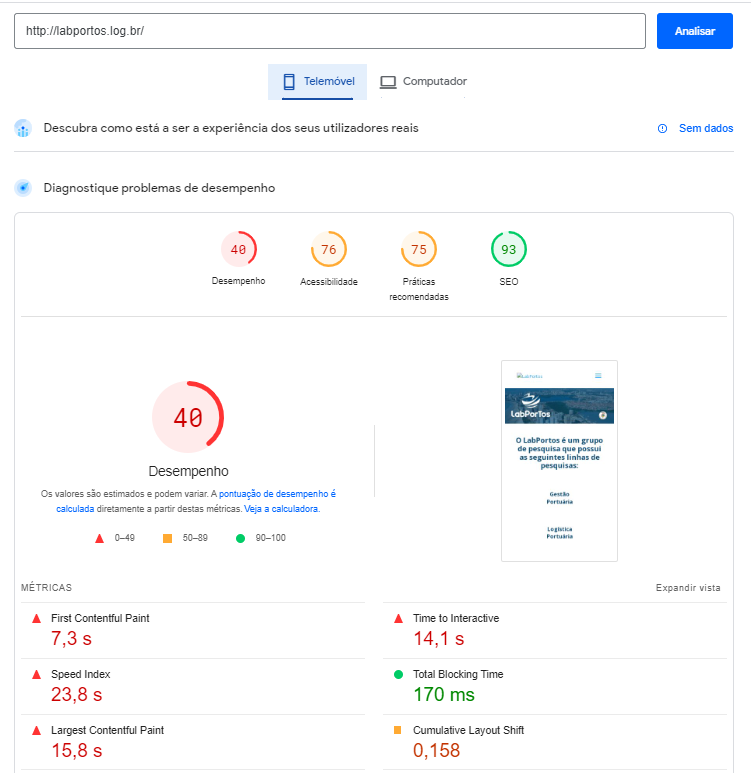 http://labportos.log.br/
Analisar
Telemóvel
Computador
Descubra como está a ser a experiência dos seus utilizadores reais
Sem dados
Diagnostique problemas de desempenho
40
76
75
93
Desempenho
Acessibilidade
Práticas
recomendadas
SEO
40
Desempenho
Os valores são estimados e podem variar. A pontuação de desempenho é
calculada diretamente a partir destas métricas. Veja a calculadora.
0–49
50–89
90–100
LabPortos
LabPorTos
O LabPortos é um grupo
de pesquisa que possui
as seguintes linhas de
pesquisas:
Gestão
Portuária
Logística
Portuária
MÉTRICAS
Expandir vista
First Contentful Paint
7,3 s
Time to Interactive
14,1 s
Speed Index
23,8 s
Total Blocking Time
170 ms
Largest Contentful Paint
15,8 s
Cumulative Layout Shift
0,158